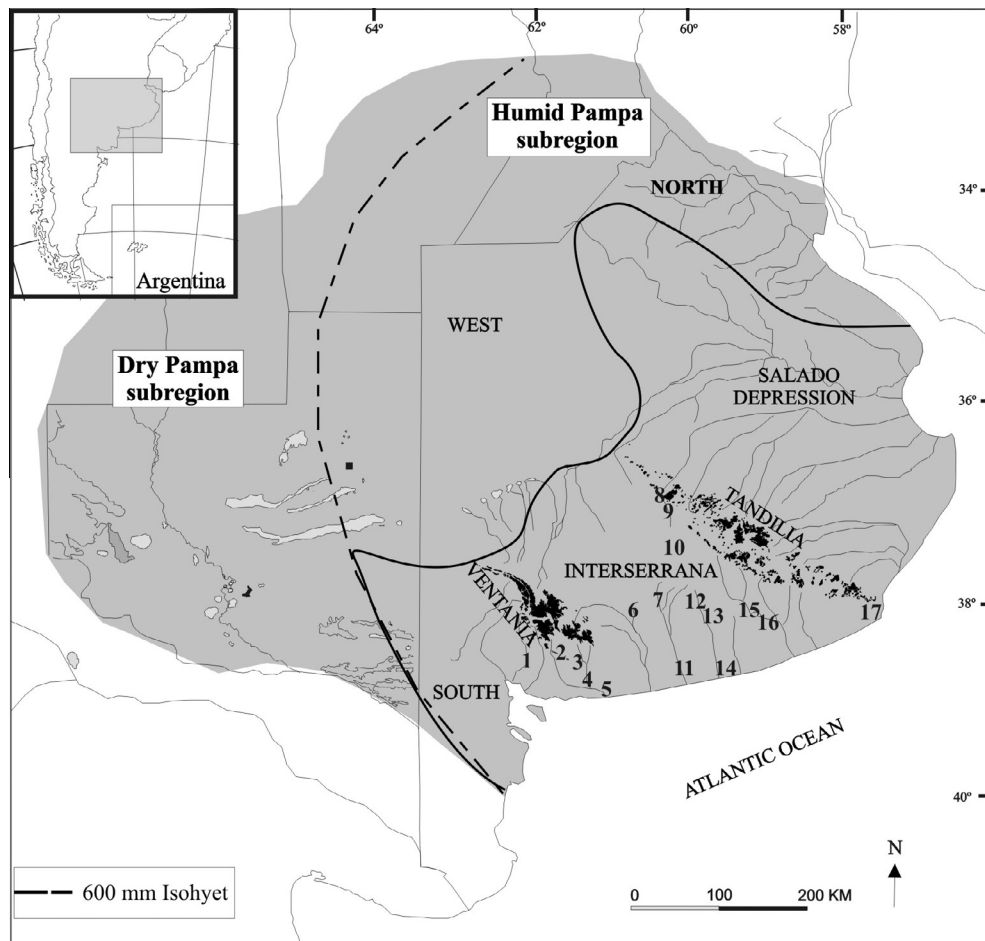 64º
62º
60º
58º
Argentina
Humid Pampa
subregion
NORTH
34º
WEST
Dry Pampa
subregion
SALADO
DEPRESSION
36º
TANDILIA
8
9
10
INTERSERRANA
VENTANIA
7
12
6
13
15
16
17
38º
1
2
3
4
5
11
14
SOUTH
ATLANTIC OCEAN
40º
N
600 mm Isohyet
0 100 200 KM